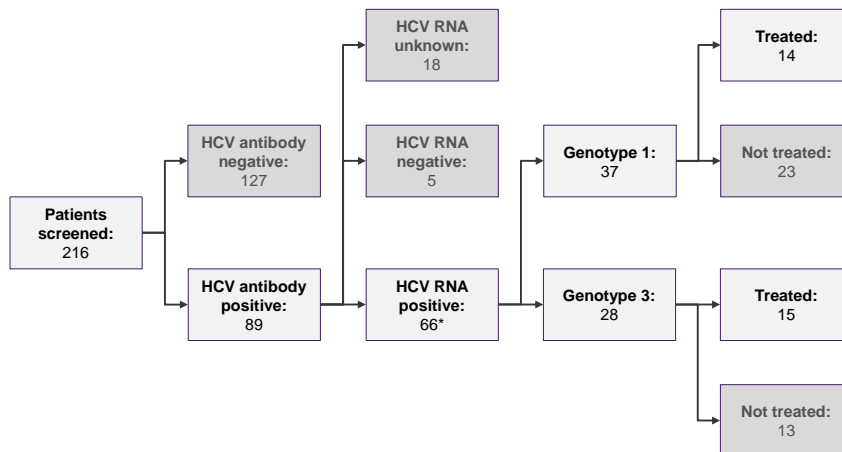 Patients
screened:
216
HCV antibody
negative:
127
HCV antibody
positive:
89
HCV RNA
unknown:
18
HCV RNA
negative:
5
HCV RNA
positive:
66*
Genotype 1:
37
Genotype 3:
28
Treated:
14
Not treated:
23
Treated:
15
Not treated:
13